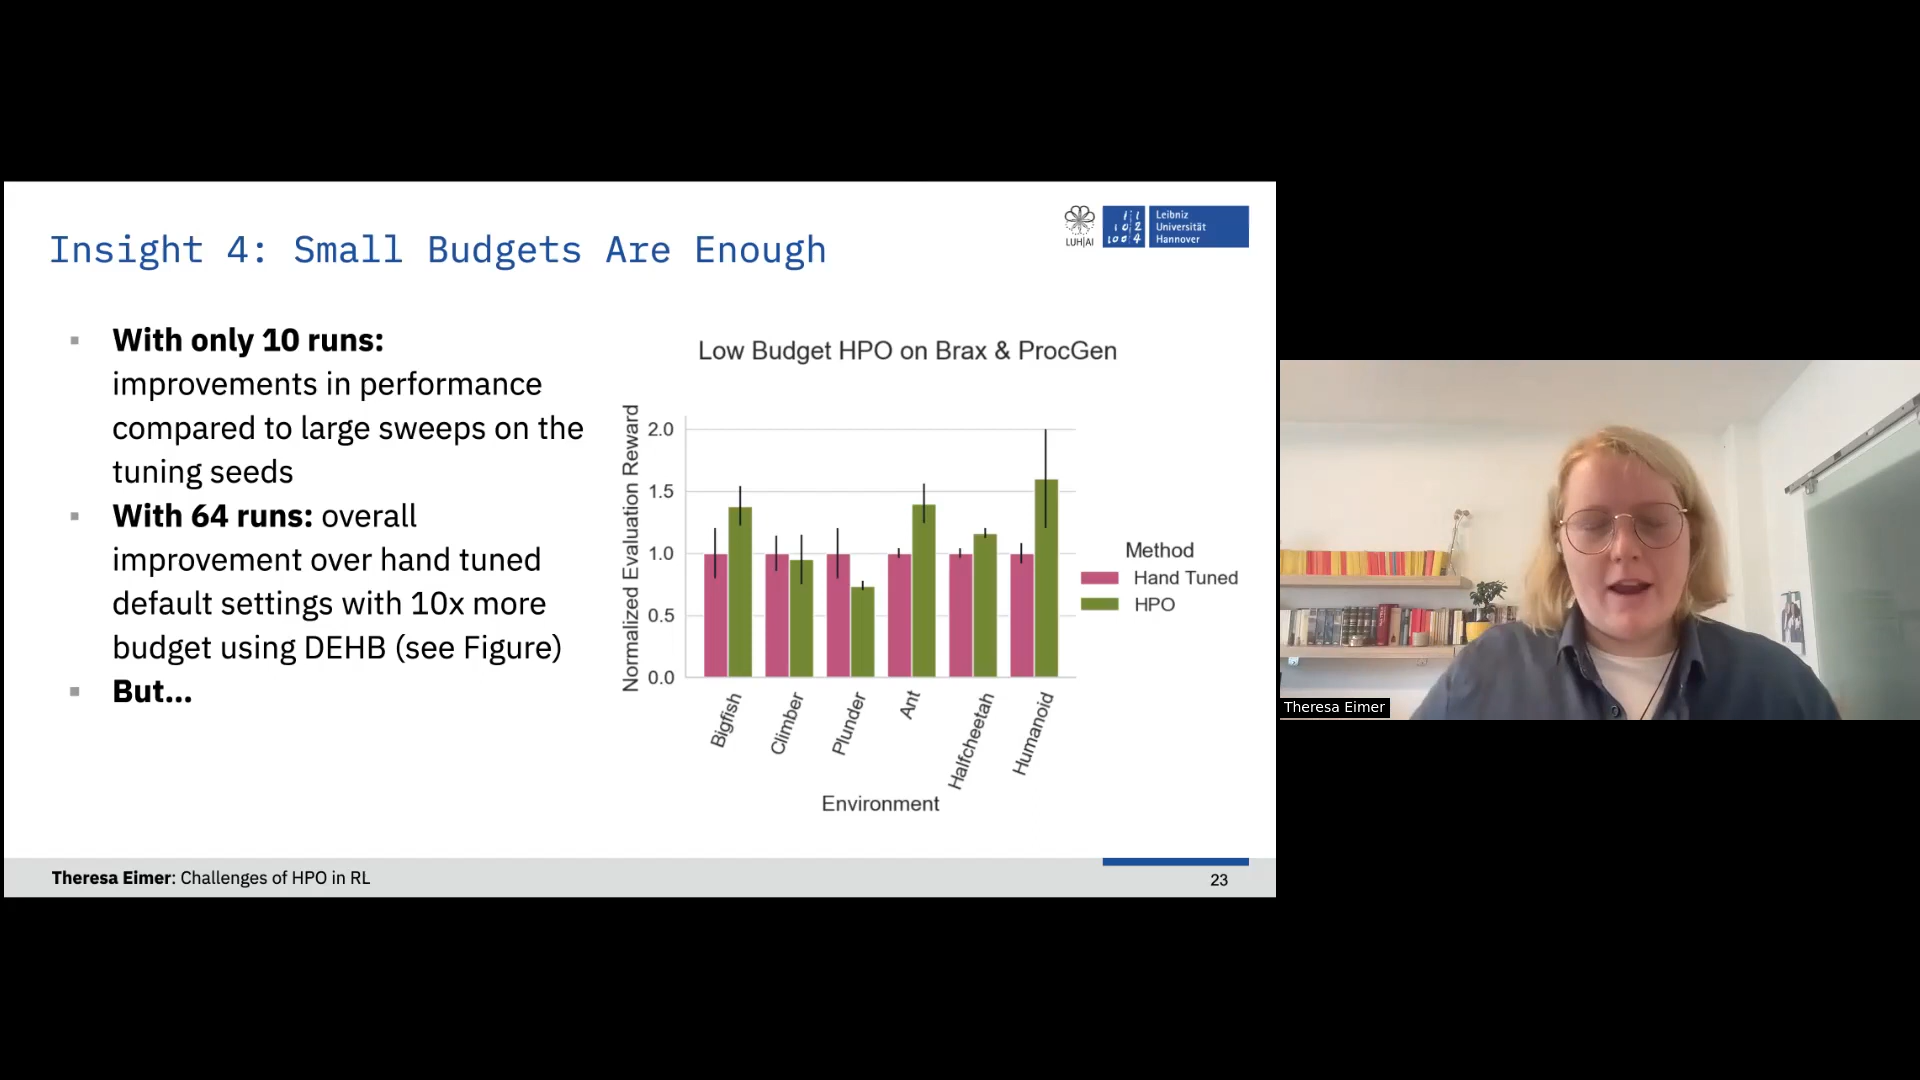 Insight 4: Small Budgets Are Enough
LUH|AI
Leibniz
Universität
Hannover
▪ With only 10 runs:
improvements in performance
compared to large sweeps on the
tuning seeds
▪ With 64 runs: overall
improvement over hand tuned
default settings with 10x more
budget using DEHB (see Figure)
▪ But...
Low Budget HPO on Brax & ProcGen
Normalized Evaluation Reward
2.0
1.5
1.0
0.5
0.0
Bigfish
Climber
Plunder
Ant
Halfcheetah
Humanoid
Environment
Method
Hand Tuned
HPO
Theresa Eimer: Challenges of HPO in RL
23
Theresa Eimer